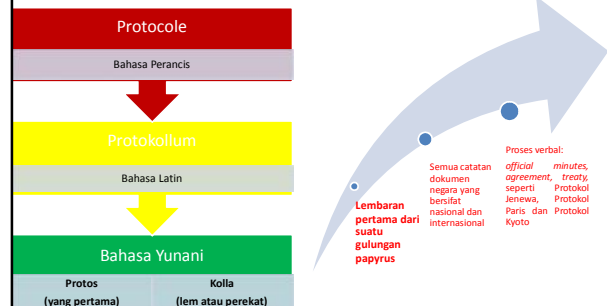 Protocole
Bahasa Perancis
Protokollum
Bahasa Latin
Bahasa Yunani
Protos
(yang pertama)
Kolla
(lem atau perekat)
Lembaran
pertama dari
suatu
gulungan
papyrus
Semua catatan
dokumen
negara yang
bersifat
nasional dan
internasional
Proses verbal:
official minutes,
agreement, treaty,
seperti Protokol
Jenewa, Protokol
Paris dan Protokol
Kyoto